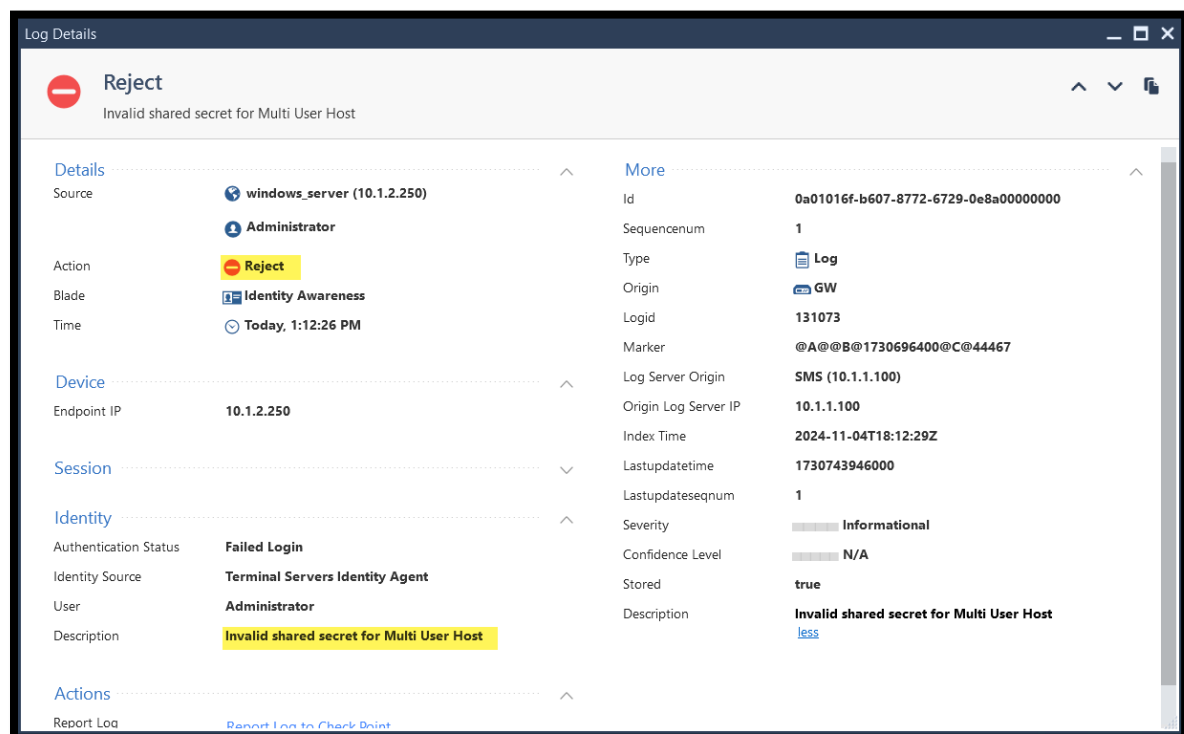 Log Details
Reject
Invalid shared secret for Multi User Host
Details
Source windows_server (10.1.2.250)
Administrator
Action Reject
Blade Identity Awareness
Time Today, 1:12:26 PM
Device
Endpoint IP 10.1.2.250
Session
Identity
Authentication Status Failed Login
Identity Source Terminal Servers Identity Agent
User Administrator
Description Invalid shared secret for Multi User Host
Actions
Report Log Report Log to Check Point
More
Id 0a01016f-b607-8772-6729-0e8a00000000
Sequencenum 1
Type Log
Origin GW
Logid 131073
Marker @A@@B@1730696400@C@44467
Log Server Origin SMS (10.1.1.100)
Origin Log Server IP 10.1.1.100
Index Time 2024-11-04T18:12:29Z
Lastupdatetime 1730743946000
Lastupdateseqnum 1
Severity Informational
Confidence Level N/A
Stored true
Description Invalid shared secret for Multi User Host
less